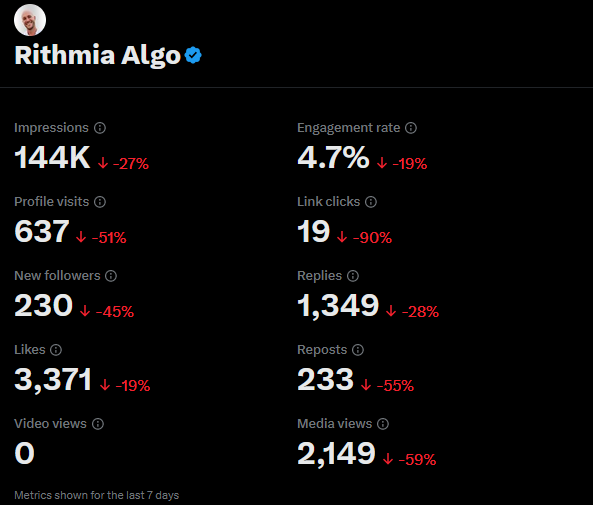 Rithmia Algo
Impressions
144K ↓ -27%
Engagement rate
4.7% ↓ -19%
Profile visits
637 ↓ -51%
Link clicks
19 ↓ -90%
New followers
230 ↓ -45%
Replies
1,349 ↓ -28%
Likes
3,371 ↓ -19%
Reposts
233 ↓ -55%
Video views
0
Media views
2,149 ↓ -59%
Metrics shown for the last 7 days